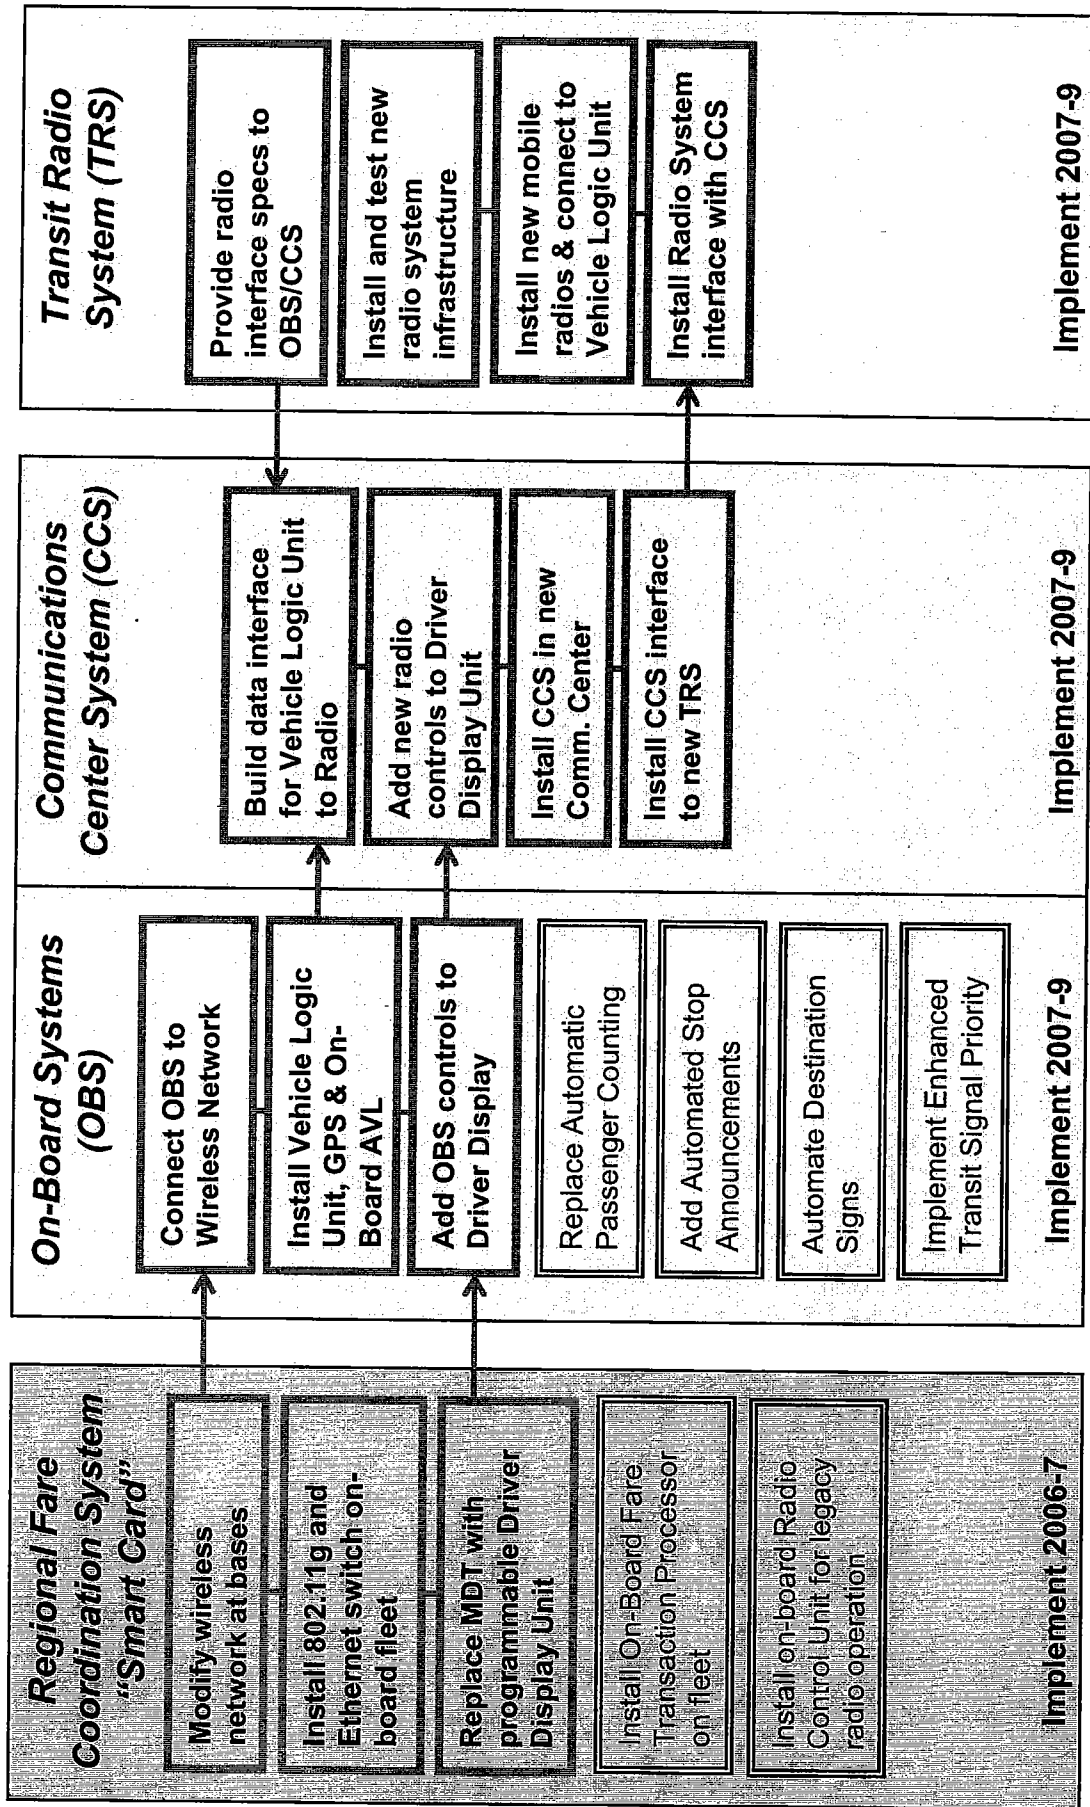 Regional Fare
Coordination System
"Smart Card"
Modify wireless
network at bases
Install 802.11g and
Ethernet switch on-
board fleet
Replace MDT with
programmable Driver
Display Unit
Install On-Board Fare
Transaction Processor
on fleet
Install on-board Radio
Control Unit for legacy
radio operation
Implement 2006-7
On-Board Systems
(OBS)
Connect OBS to
Wireless Network
Install Vehicle Logic
Unit, GPS & On-
Board AVL
Add OBS controls to
Driver Display
Replace Automatic
Passenger Counting
Add Automated Stop
Announcements
Automate Destination
Signs
Implement Enhanced
Transit Signal Priority
Implement 2007-9
Communications
Center System (CCS)
Build data interface
for Vehicle Logic Unit
to Radio
Add new radio
controls to Driver
Display Unit
Install CCS in new
Comm. Center
Install CCS interface
to new TRS
Implement 2007-9
Transit Radio
System (TRS)
Provide radio
interface specs to
OBS/CCS
Install and test new
radio system
infrastructure
Install new mobile
radios & connect to
Vehicle Logic Unit
Install Radio System
interface with CCS
Implement 2007-9